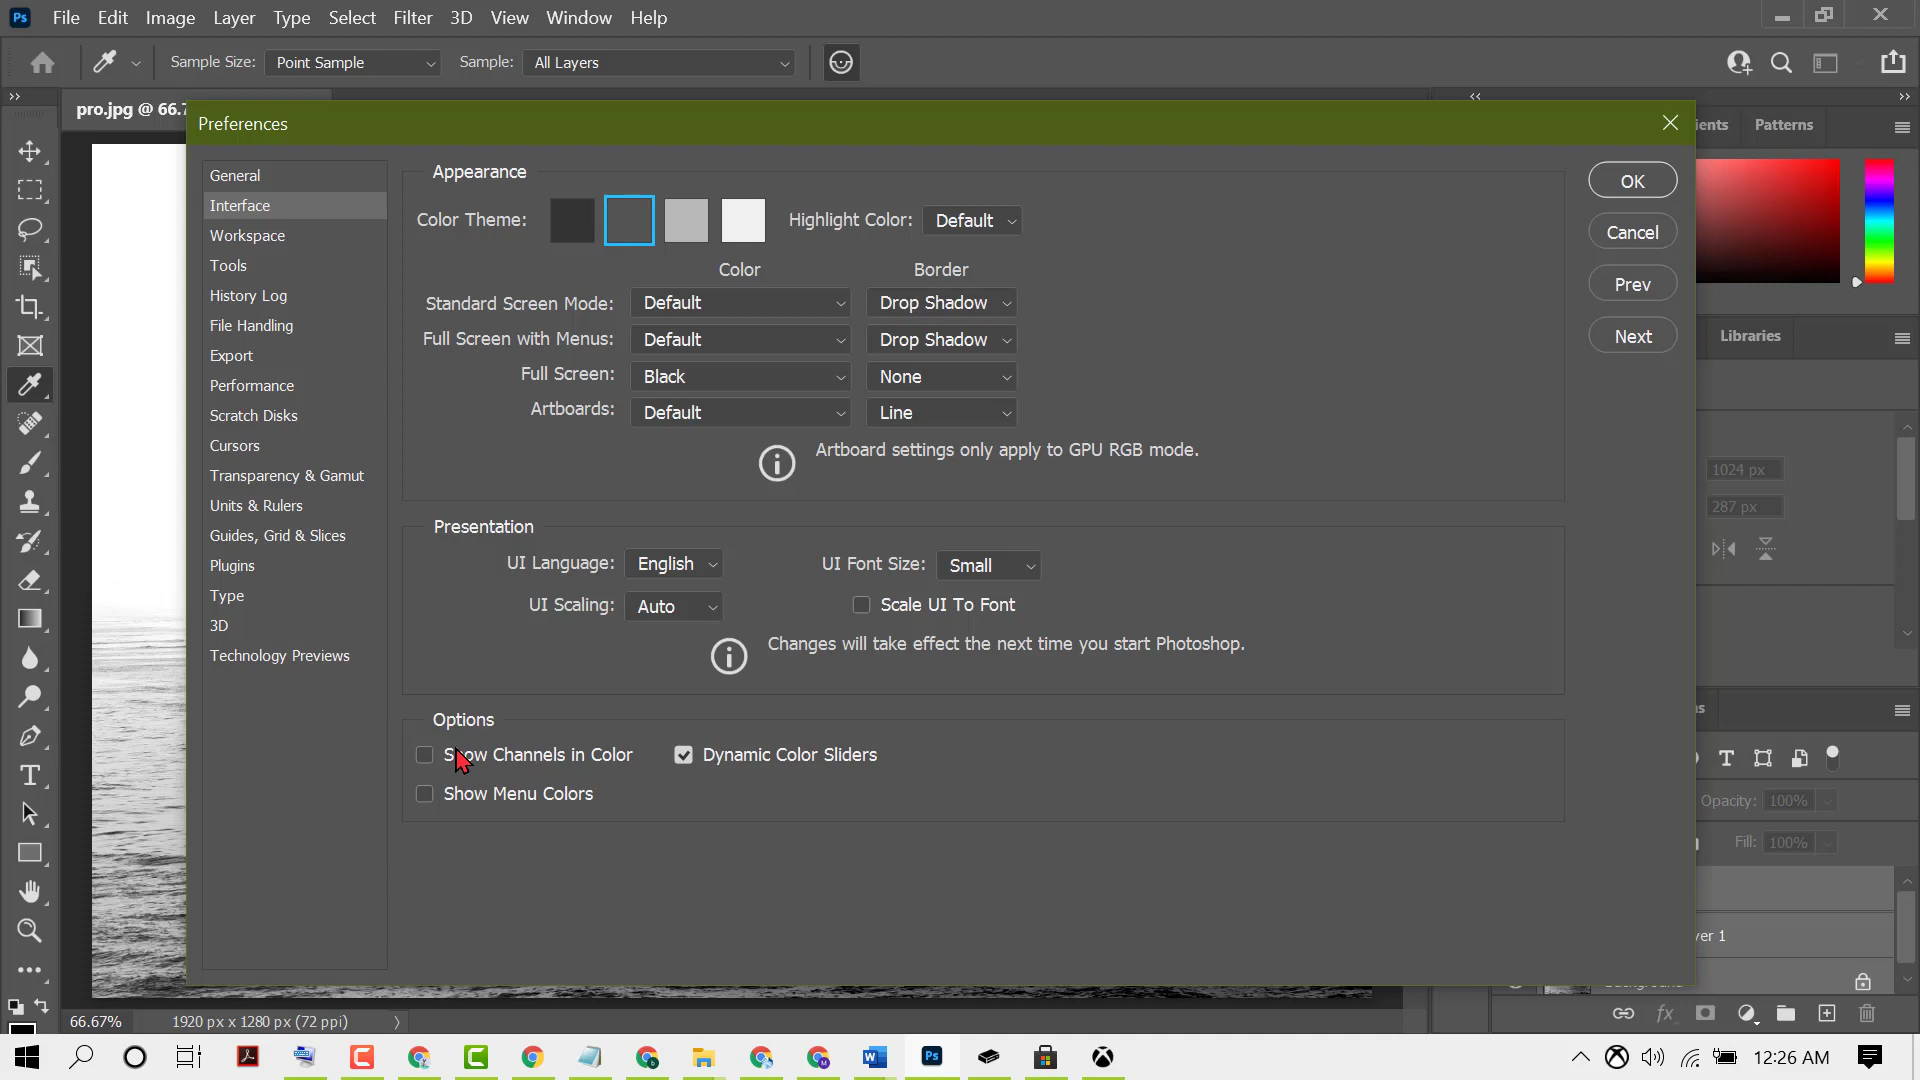 Ps File Edit Image Layer Type Select Filter 3D View Window Help
Sample Size: Point Sample Sample: All Layers
pro.jpg @ 66.7
Patterns
Preferences
General
Interface
Workspace
Tools
History Log
File Handling
Export
Performance
Scratch Disks
Cursors
Transparency & Gamut
Units & Rulers
Guides, Grid & Slices
Plugins
Type
3D
Technology Previews
Appearance
Color Theme: Highlight Color: Default
Color Border
Standard Screen Mode: Default Drop Shadow
Full Screen with Menus: Default Drop Shadow
Full Screen: Black None
Artboards: Default Line
Artboard settings only apply to GPU RGB mode.
Presentation
UI Language: English UI Font Size: Small
UI Scaling: Auto Scale UI To Font
Changes will take effect the next time you start Photoshop.
Options
Show Channels in Color Dynamic Color Sliders
Show Menu Colors
OK
Cancel
Prev
Next
Libraries
1024 px
287 px
Opacity: 100%
Fill: 100%
yer 1
66.67% 1920 px x 1280 px (72 ppi)
Ps
12:26 AM